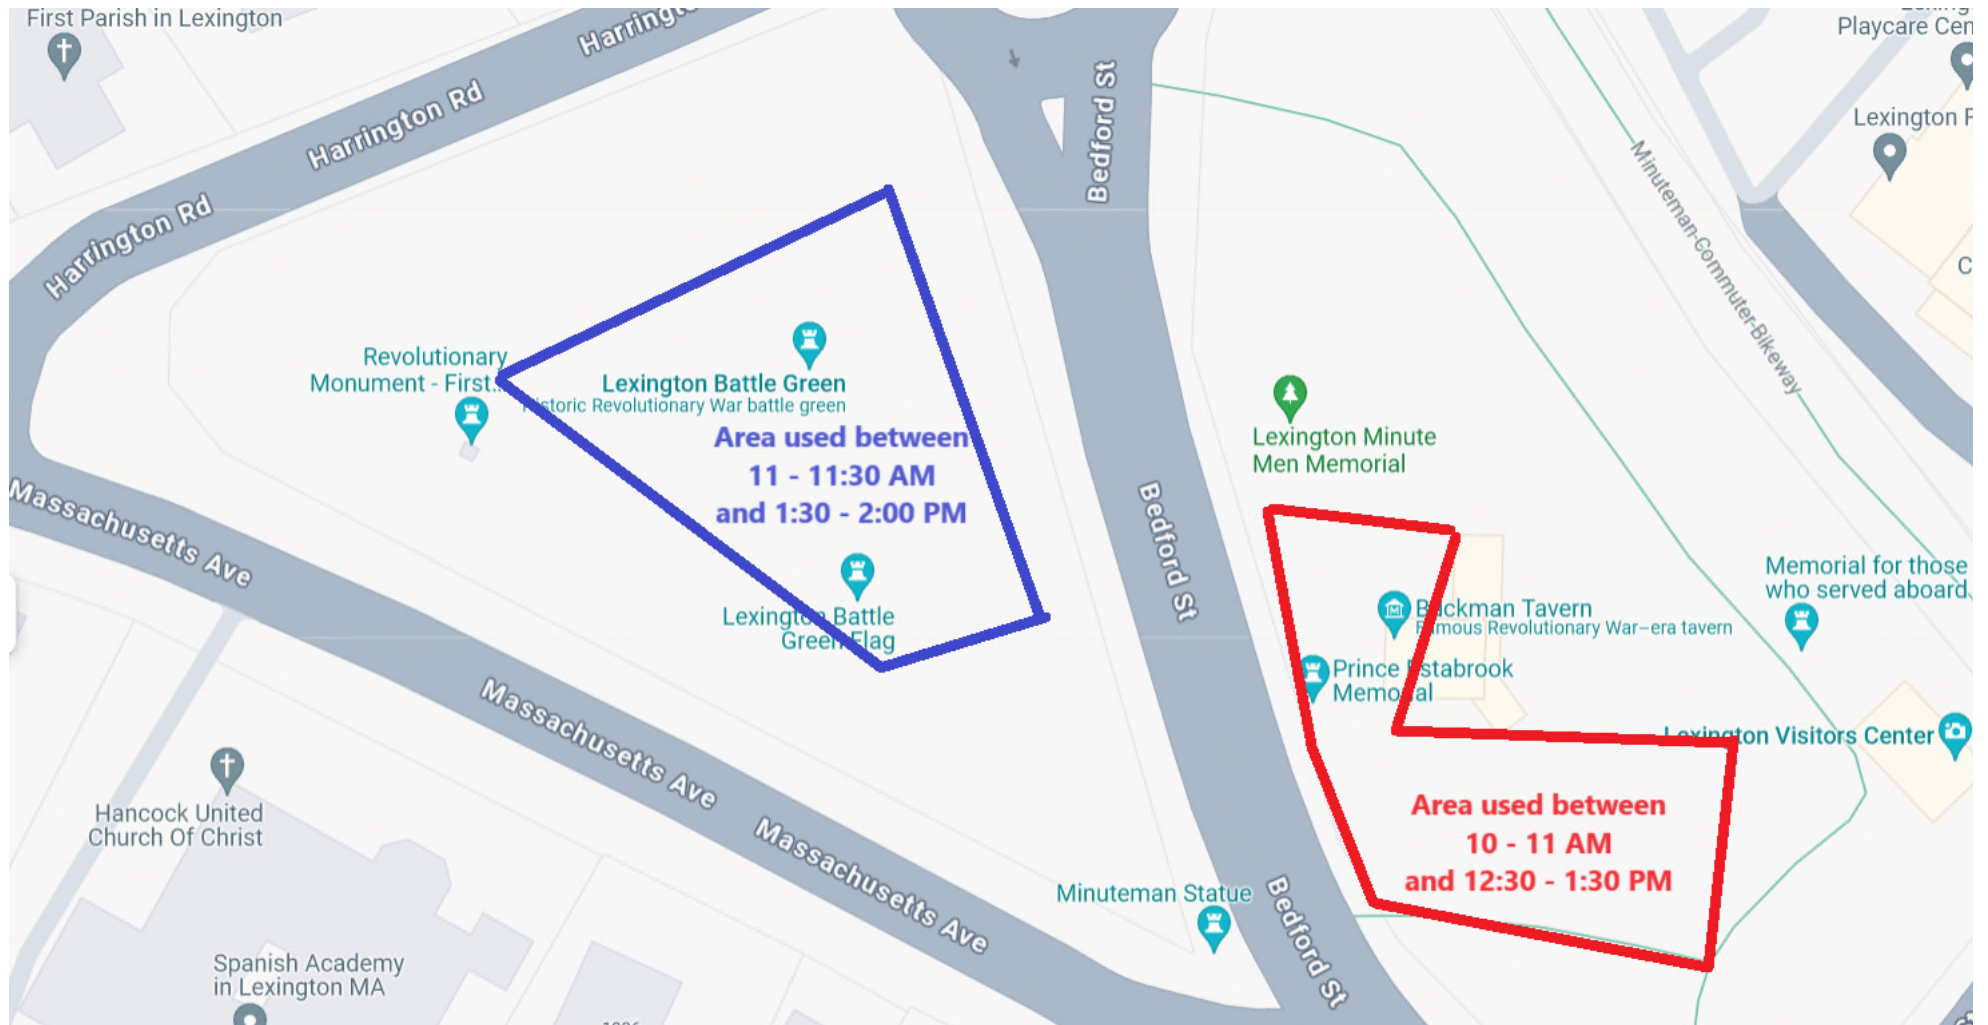 First Parish in Lexington
Harrington Rd
Harrington Rd
Bedford St
Playcare Cen
Lexington F
Minuteman Commuter Bikeway
Revolutionary
Monument - First...
Lexington Battle Green
Historic Revolutionary War battle green
Area used between
11 - 11:30 AM
and 1:30 - 2:00 PM
Lexington Battle
Green Flag
Lexington Minute
Men Memorial
Bedford St
Buckman Tavern
Famous Revolutionary War–era tavern
Prince Estabrook
Memorial
Memorial for those
who served aboard
Lexington Visitors Center
Area used between
10 - 11 AM
and 12:30 - 1:30 PM
Massachusetts Ave
Massachusetts Ave
Massachusetts Ave
Hancock United
Church Of Christ
Minuteman Statue
Bedford St
Spanish Academy
in Lexington MA